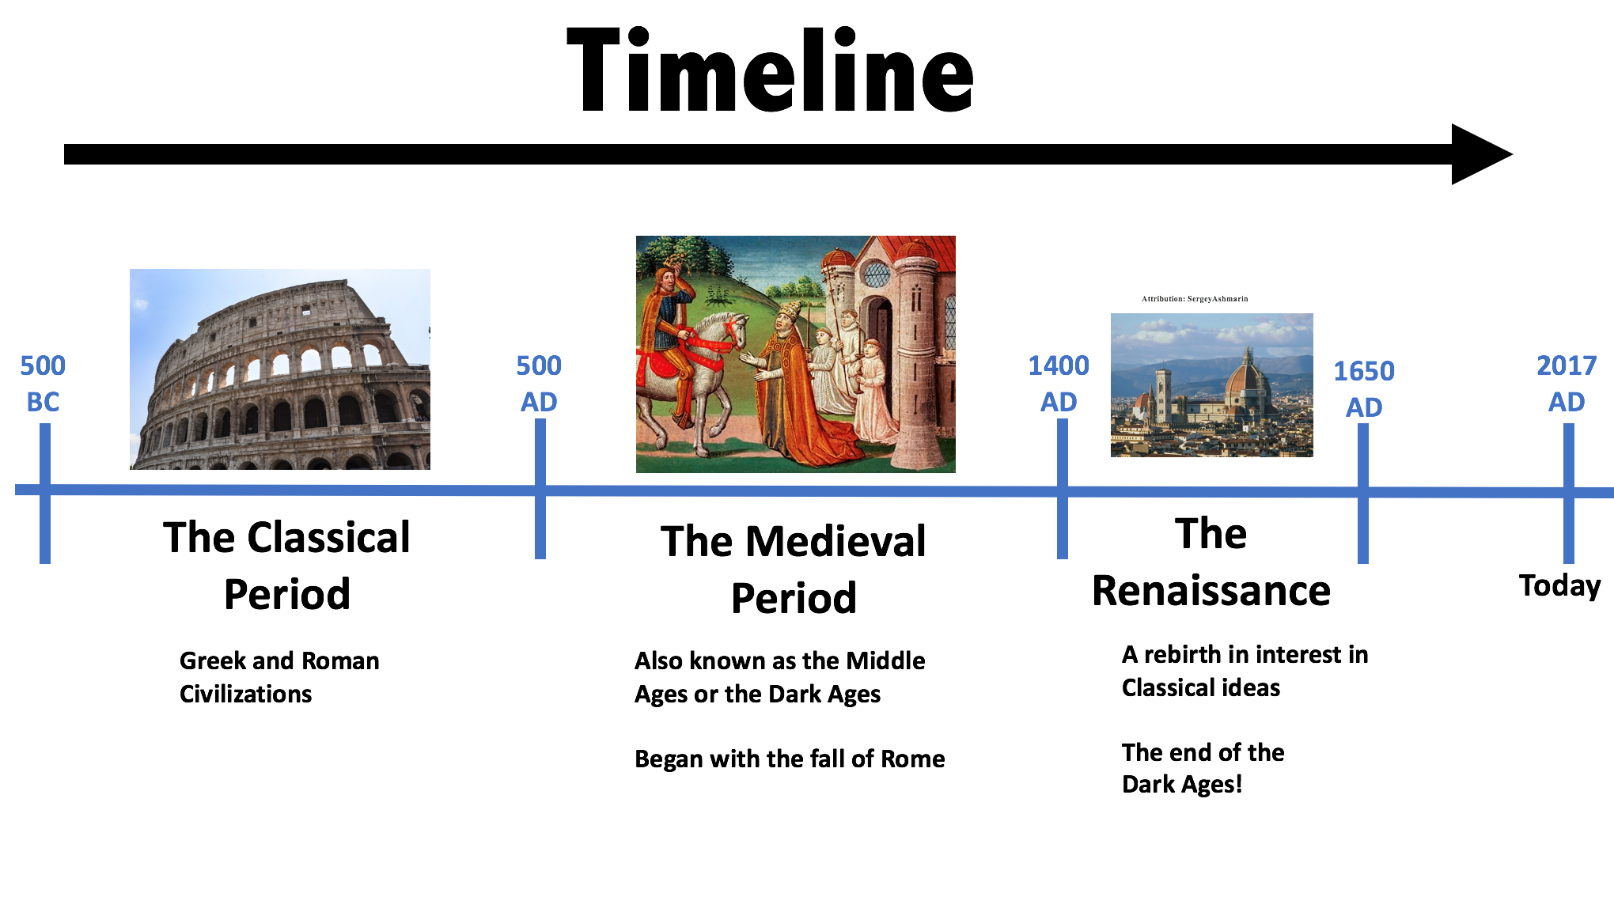 Timeline
Attribution: SergeyAshmarin
500
BC
500
AD
1400
AD
1650
AD
2017
AD
The Classical
Period
Greek and Roman
Civilizations
The Medieval
Period
Also known as the Middle
Ages or the Dark Ages
Began with the fall of Rome
The
Renaissance
A rebirth in interest in
Classical ideas
The end of the
Dark Ages!
Today